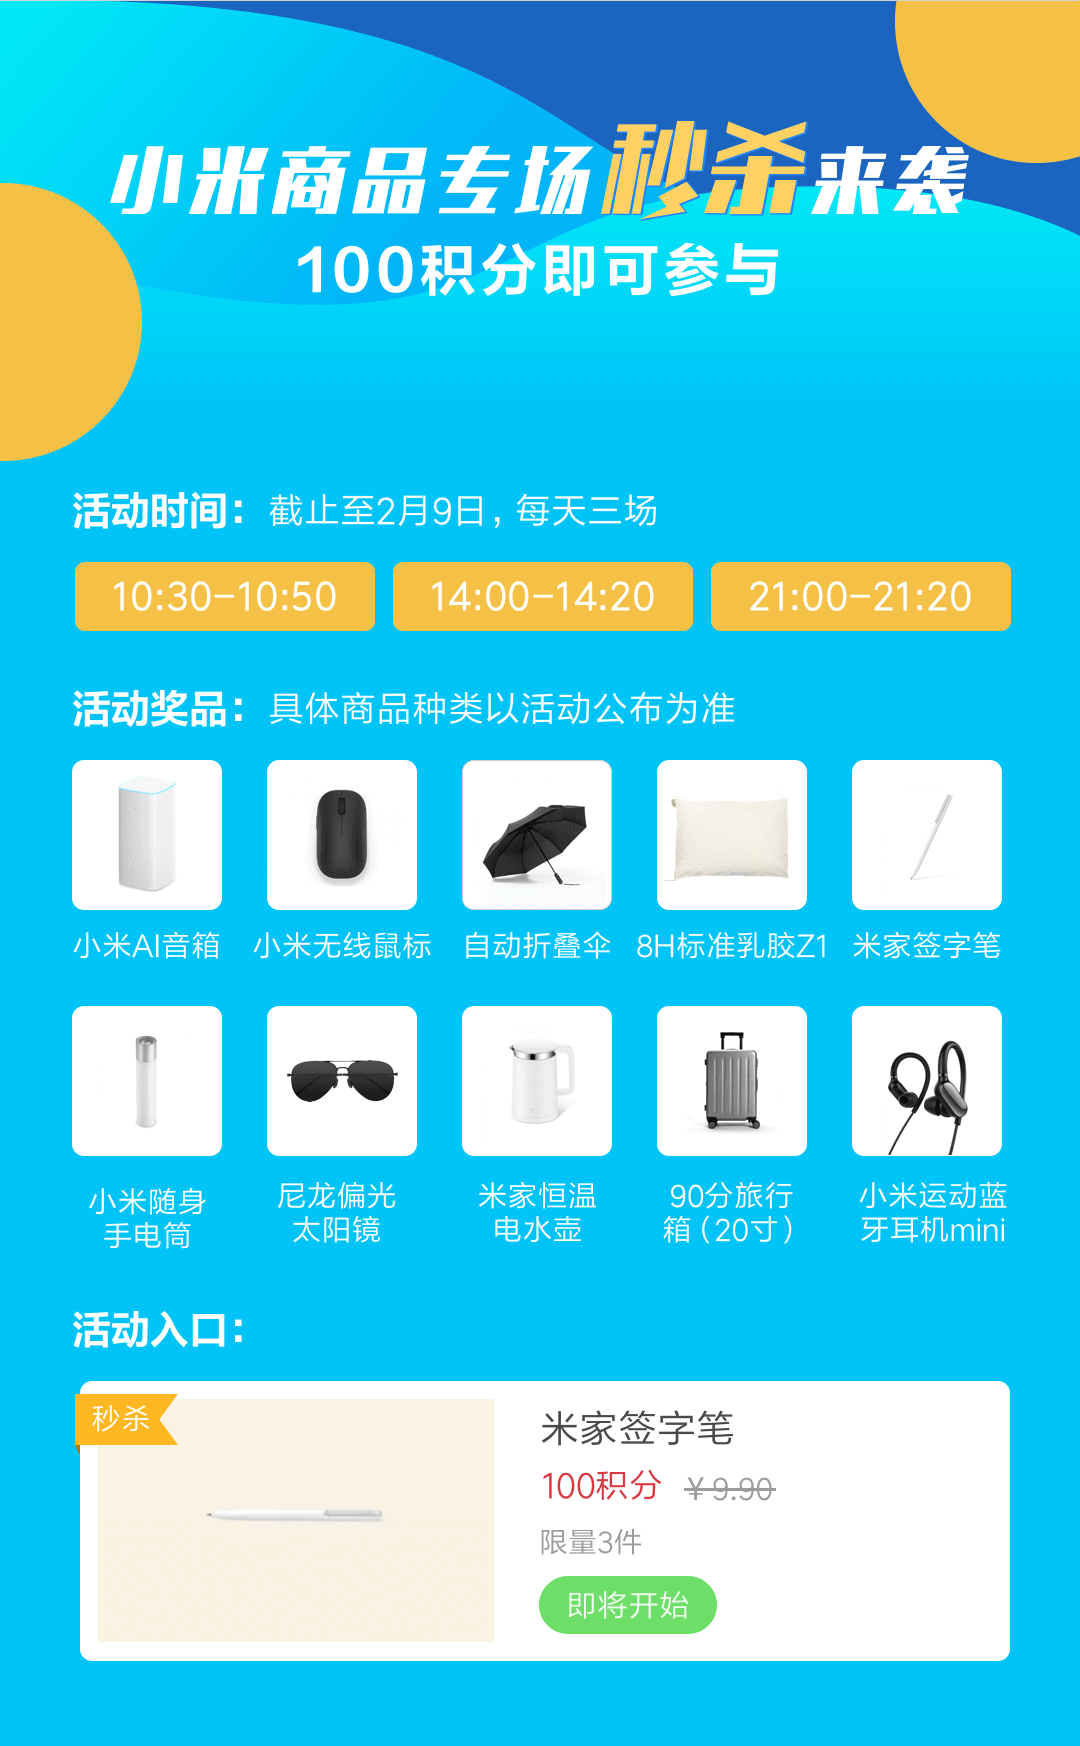 小米商品专场秒杀来袭
100积分即可参与
活动时间：截止至2月9日，每天三场
10:30-10:50 14:00-14:20 21:00-21:20
活动奖品：具体商品种类以活动公布为准
小米AI音箱 小米无线鼠标 自动折叠伞 8H标准乳胶Z1 米家签字笔
小米随身 尼龙偏光 米家恒温 90分旅行 小米运动蓝
手电筒 太阳镜 电水壶 箱（20寸） 牙耳机mini
活动入口：
秒杀
米家签字笔
100积分 ￥9.90
限量3件
即将开始